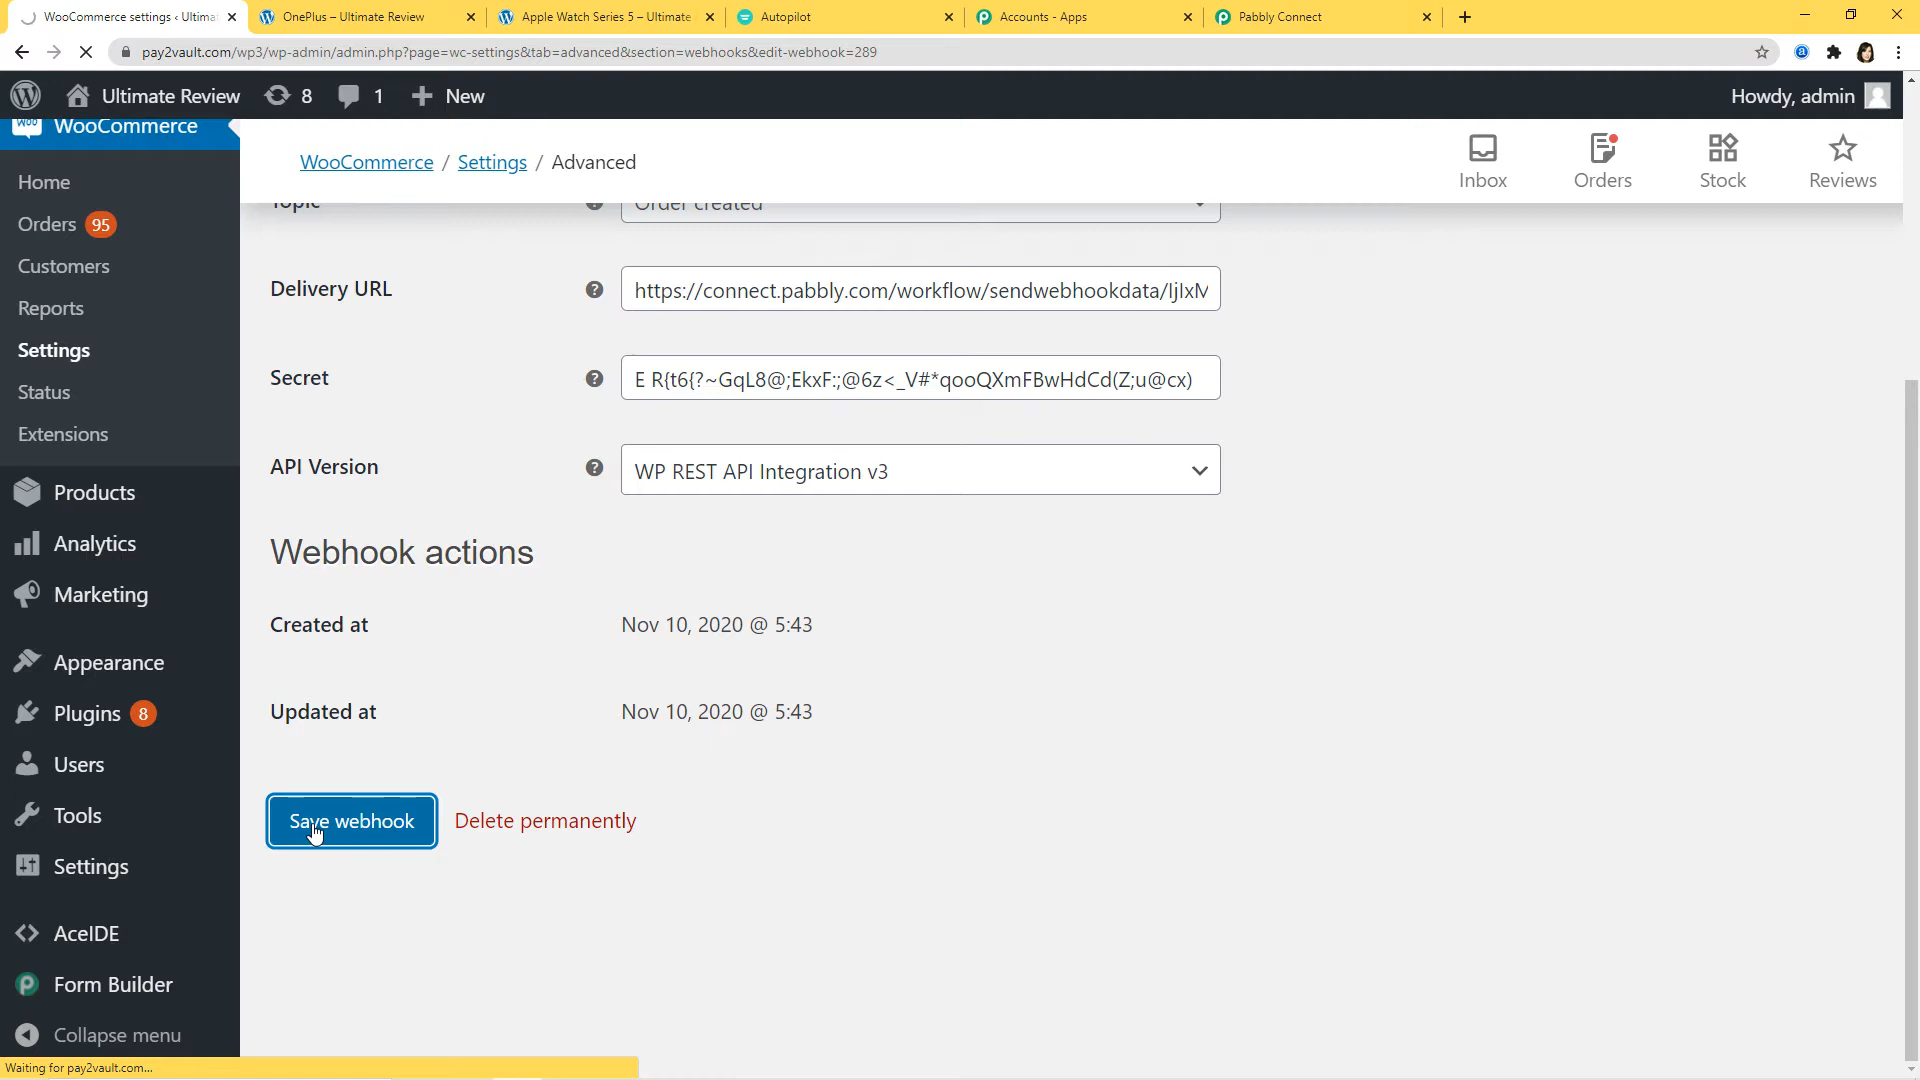 WooCommerce settings ‹ Ultima
OnePlus – Ultimate Review
Apple Watch Series 5 – Ultimate
Autopilot
Accounts - Apps
Pabbly Connect
pay2vault.com/wp3/wp-admin/admin.php?page=wc-settings&tab=advanced&section=webhooks&edit-webhook=289
Ultimate Review
8
1
New
Howdy, admin
WooCommerce
Home
Orders 95
Customers
Reports
Settings
Status
Extensions
Products
Analytics
Marketing
Appearance
Plugins 8
Users
Tools
Settings
AceIDE
Form Builder
Collapse menu
WooCommerce / Settings / Advanced
Inbox
Orders
Stock
Reviews
Topic
Order created
Delivery URL
https://connect.pabbly.com/workflow/sendwebhookdata/IjIxM
Secret
E R{t6{?~GqL8@;EkxF:;@6z<_V#*qooQXmFBwHdCd(Z;u@cx)
API Version
WP REST API Integration v3
Webhook actions
Created at
Nov 10, 2020 @ 5:43
Updated at
Nov 10, 2020 @ 5:43
Save webhook
Delete permanently
Waiting for pay2vault.com...